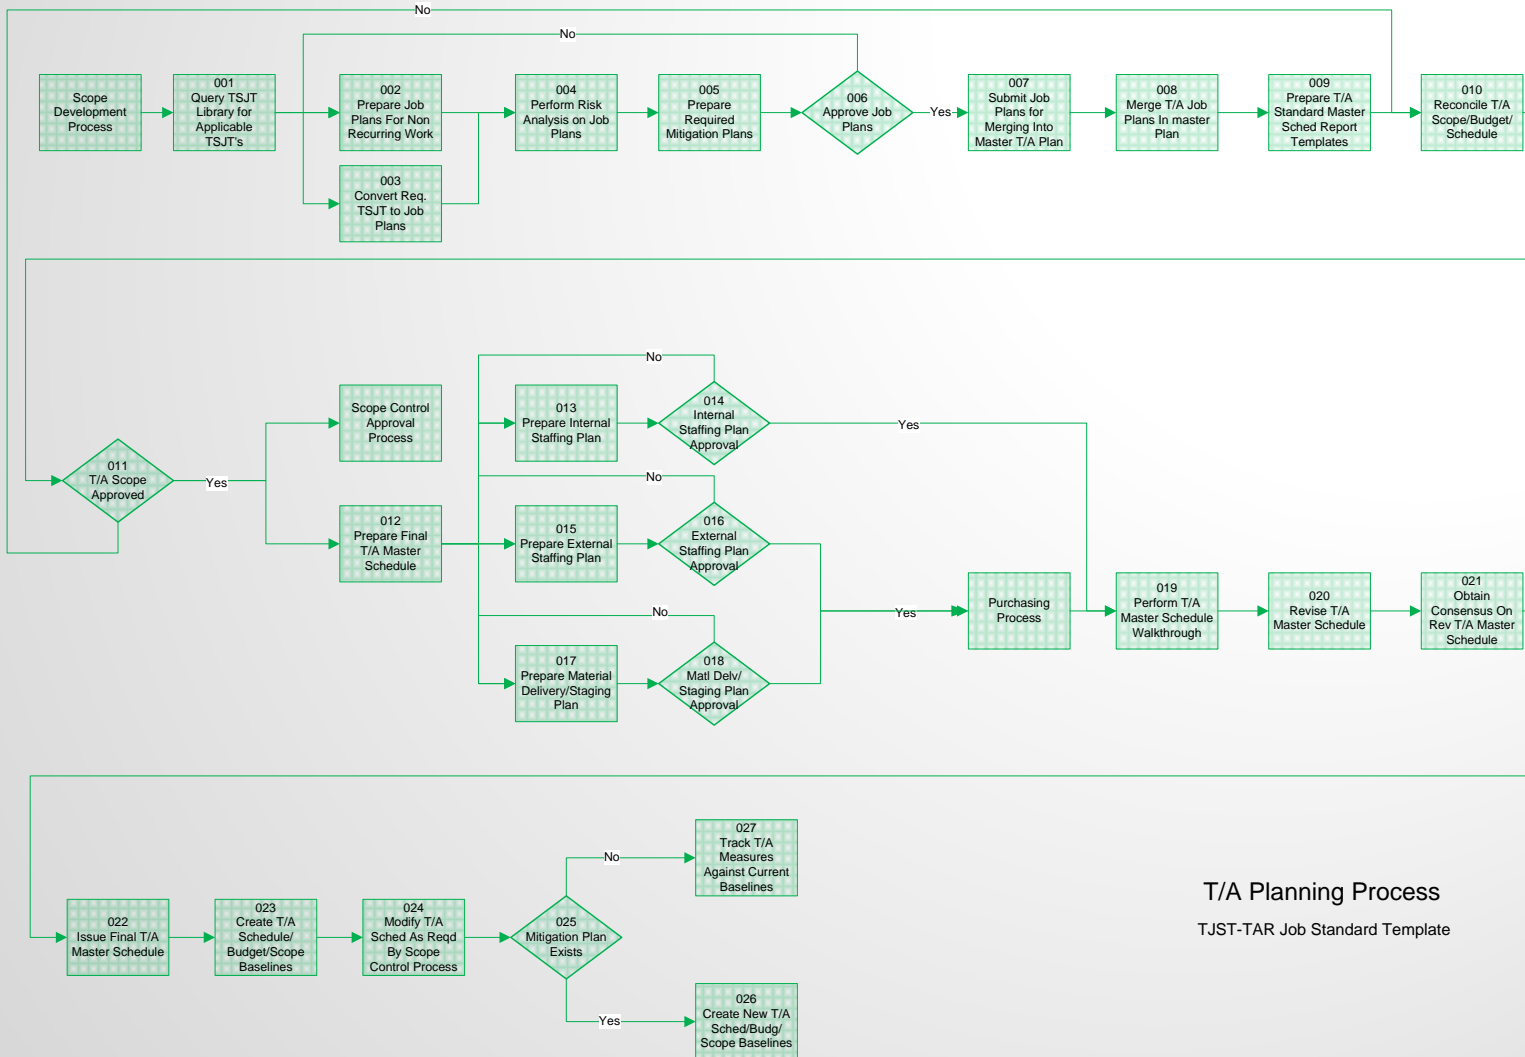 No
No
Scope
Development
Process
001
Query TSJT
Library for
Applicable
TSJT's
002
Prepare Job
Plans For Non
Recurring Work
004
Perform Risk
Analysis on Job
Plans
005
Prepare
Required
Mitigation Plans
006
Approve Job
Plans
Yes
007
Submit Job
Plans for
Merging Into
Master T/A Plan
008
Merge T/A Job
Plans In master
Plan
009
Prepare T/A
Standard Master
Sched Report
Templates
010
Reconcile T/A
Scope/Budget/
Schedule
003
Convert Req.
TSJT to Job
Plans
No
Scope Control
Approval
Process
013
Prepare Internal
Staffing Plan
014
Internal
Staffing Plan
Approval
Yes
011
T/A Scope
Approved
Yes
No
012
Prepare Final
T/A Master
Schedule
015
Prepare External
Staffing Plan
016
External
Staffing Plan
Approval
No
Yes
Purchasing
Process
019
Perform T/A
Master Schedule
Walkthrough
020
Revise T/A
Master Schedule
021
Obtain
Consensus On
Rev T/A Master
Schedule
017
Prepare Material
Delivery/Staging
Plan
018
Matl Delv/
Staging Plan
Approval
027
Track T/A
Measures
Against Current
Baselines
No
022
Issue Final T/A
Master Schedule
023
Create T/A
Schedule/
Budget/Scope
Baselines
024
Modify T/A
Sched As Reqd
By Scope
Control Process
025
Mitigation Plan
Exists
Yes
026
Create New T/A
Sched/Budg/
Scope Baselines
T/A Planning Process
TJST-TAR Job Standard Template